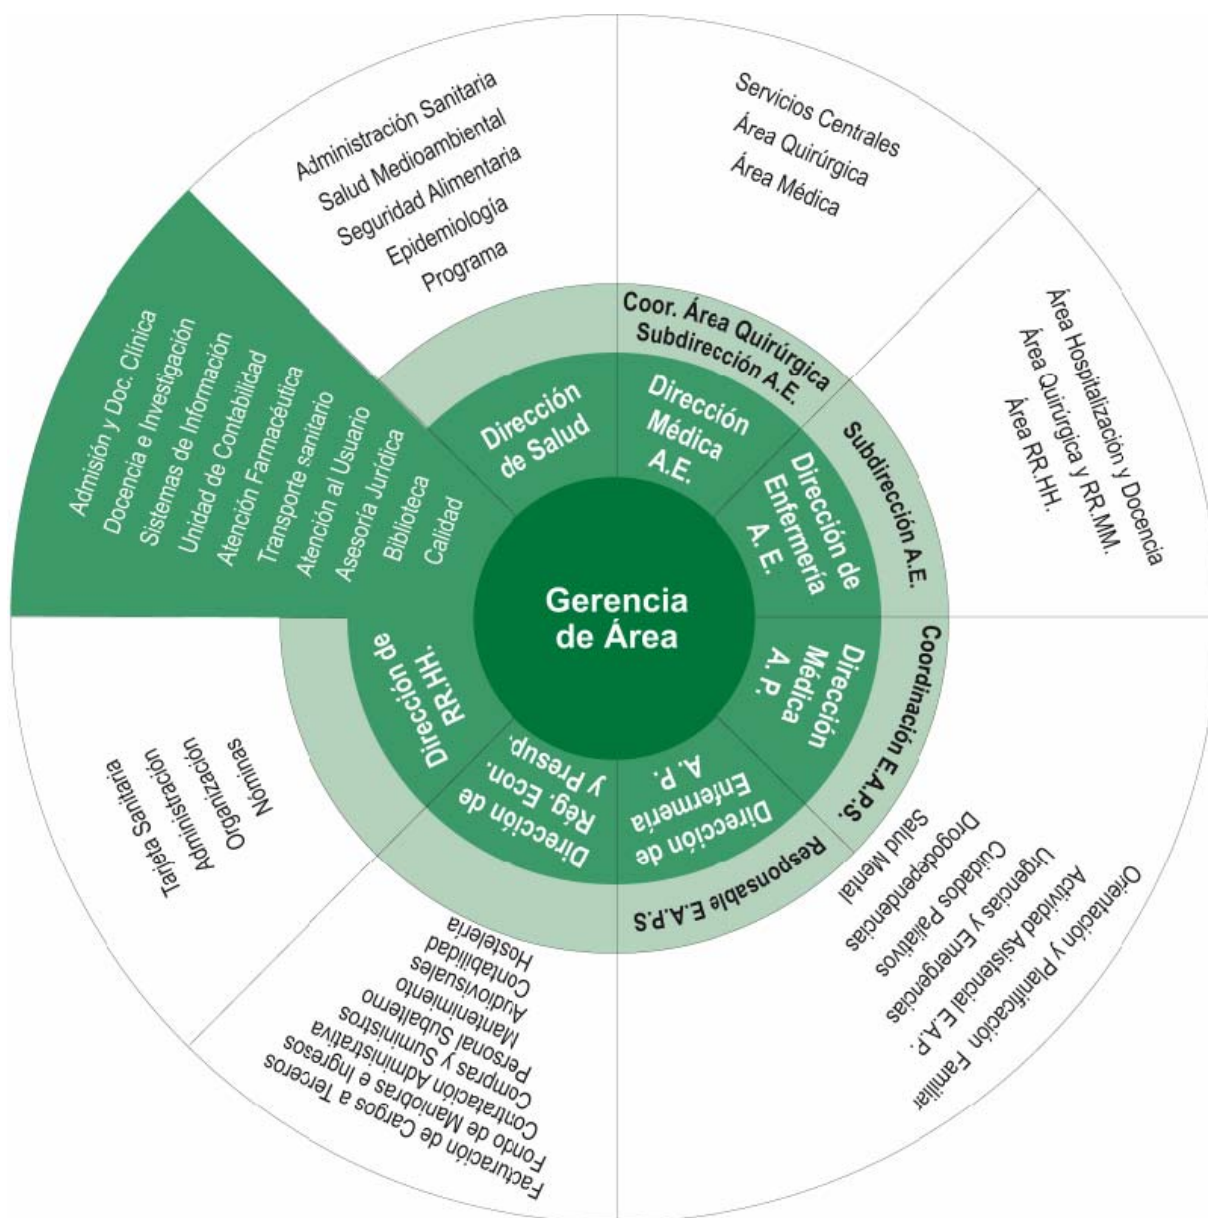 Gerencia
de Área
Dirección
de Salud
Administración Sanitaria
Salud Medioambiental
Seguridad Alimentaria
Epidemiología
Programa
Dirección
Médica
A.E.
Coor. Área Quirúrgica
Subdirección A.E.
Servicios Centrales
Área Quirúrgica
Área Médica
Dirección de
Enfermería
A. E.
Subdirección A.E.
Área Hospitalización y Docencia
Área Quirúrgica y RR.MM.
Área RR.HH.
Dirección
Médica
A. P.
Coordinación E.A.P.S.
Orientación y Planificación Familiar
Actividad Asistencial E.A.P.
Urgencias y Emergencias
Cuidados Paliativos
Drogodependencias
Salud Mental
Dirección de
Enfermería
A. P.
Responsable E.A.P.S
Dirección de
Rég. Econ.
y Presup.
Facturación de Cargos a Terceros
Fondo de Maniobras e Ingresos
Contratación Administrativa
Compras y Suministros
Personal Subalterno
Mantenimiento
Audiovisuales
Contabilidad
Hostelería
Dirección de
RR.HH.
Tarjeta Sanitaria
Administración
Organización
Nóminas
Admisión y Doc. Clínica
Docencia e Investigación
Sistemas de Información
Unidad de Contabilidad
Atención Farmacéutica
Transporte sanitario
Atención al Usuario
Asesoría Jurídica
Biblioteca
Calidad